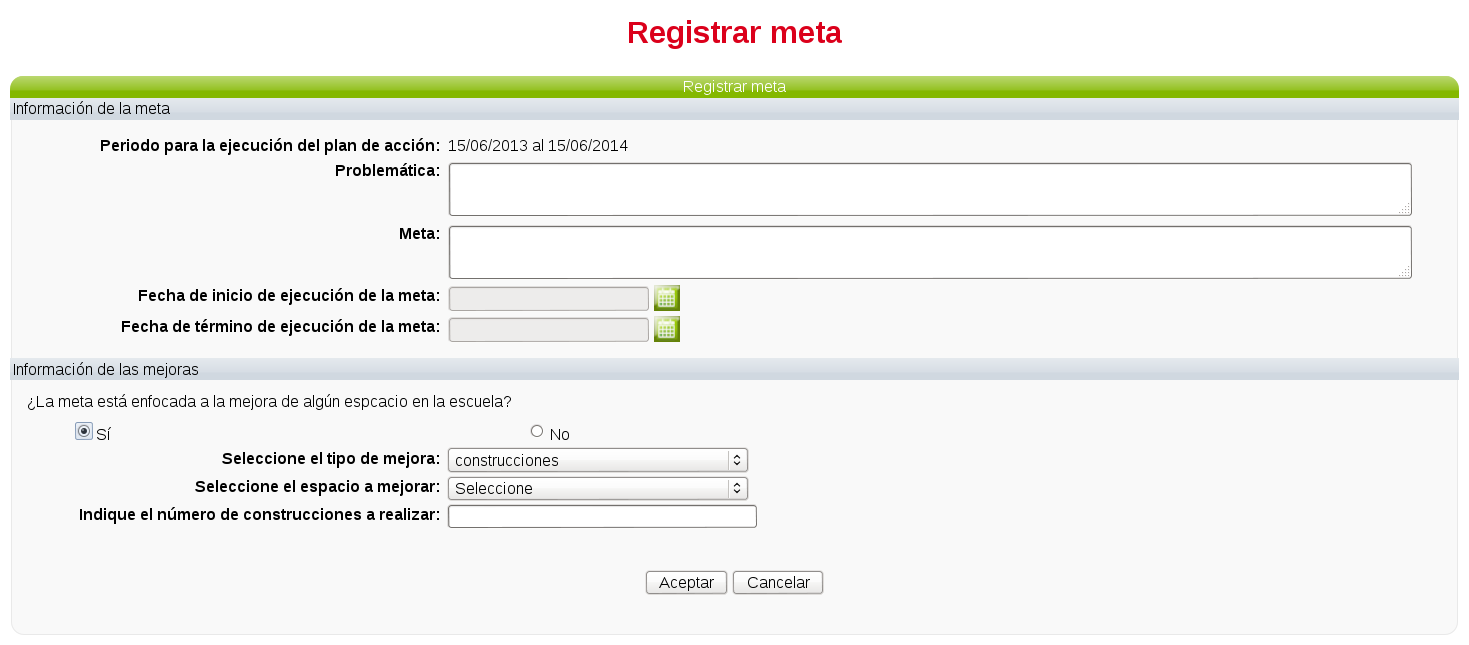 Registrar meta
Registrar meta
Información de la meta
Periodo para la ejecución del plan de acción: 15/06/2013 al 15/06/2014
Problemática:
Meta:
Fecha de inicio de ejecución de la meta:
Fecha de término de ejecución de la meta:
Información de las mejoras
¿La meta está enfocada a la mejora de algún espcacio en la escuela?
Sí No
Seleccione el tipo de mejora: construcciones
Seleccione el espacio a mejorar: Seleccione
Indique el número de construcciones a realizar:
Aceptar Cancelar